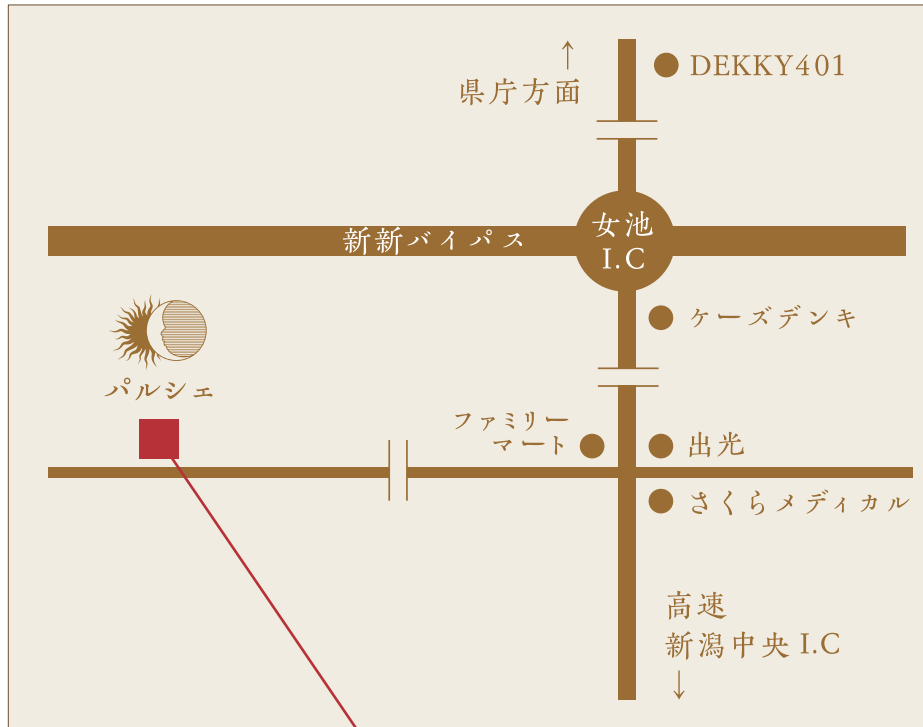 ↑
県庁方面
DEKKY401
新新バイパス
女池
I.C
ケーズデンキ
パルシェ
ファミリー
マート
出光
さくらメディカル
高速
新潟中央 I.C
↓